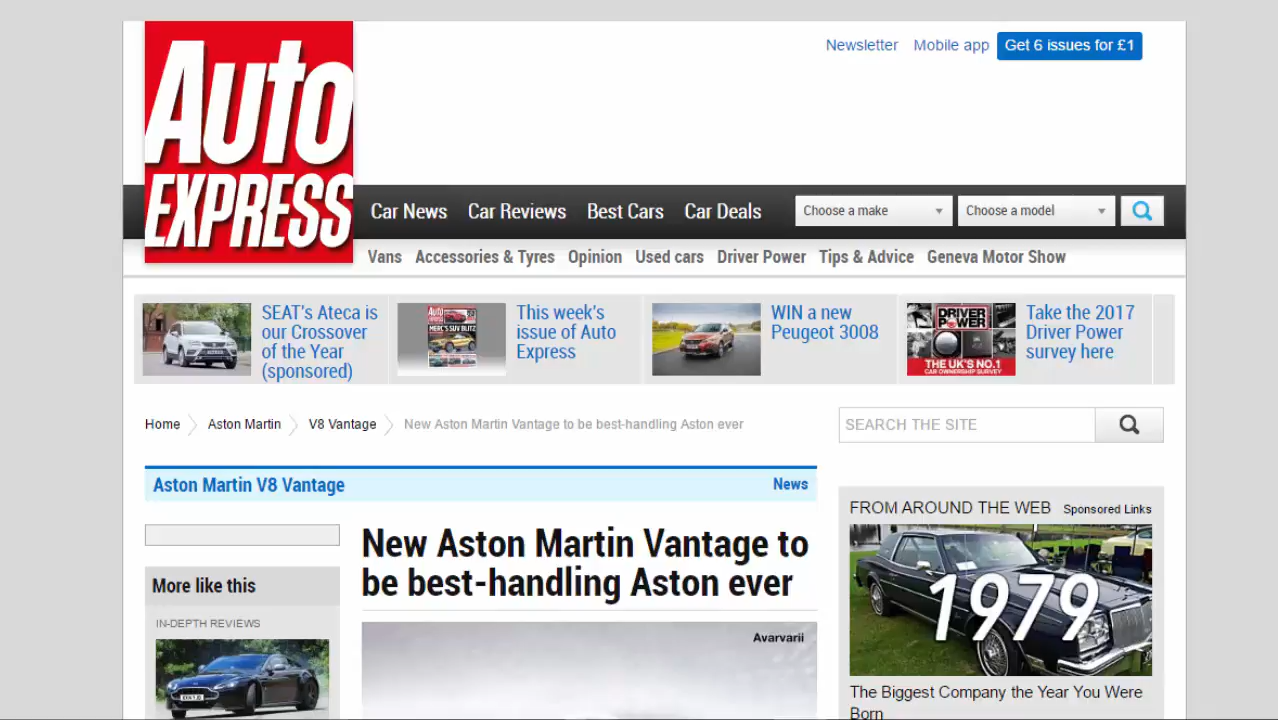 Newsletter Mobile app Get 6 issues for £1
Auto
EXPRESS
Car News Car Reviews Best Cars Car Deals Choose a make Choose a model
Vans Accessories & Tyres Opinion Used cars Driver Power Tips & Advice Geneva Motor Show
SEAT's Ateca is
our Crossover
of the Year
(sponsored)
MERC'S SUV BLITZ
This week's
issue of Auto
Express
WIN a new
Peugeot 3008
DRIVER
POWER
THE UK'S NO.1
CAR OWNERSHIP SURVEY
Take the 2017
Driver Power
survey here
Home Aston Martin V8 Vantage New Aston Martin Vantage to be best-handling Aston ever
SEARCH THE SITE
Aston Martin V8 Vantage News
New Aston Martin Vantage to
be best-handling Aston ever
Avarvarii
More like this
IN-DEPTH REVIEWS
FROM AROUND THE WEB Sponsored Links
1979
The Biggest Company the Year You Were
Born